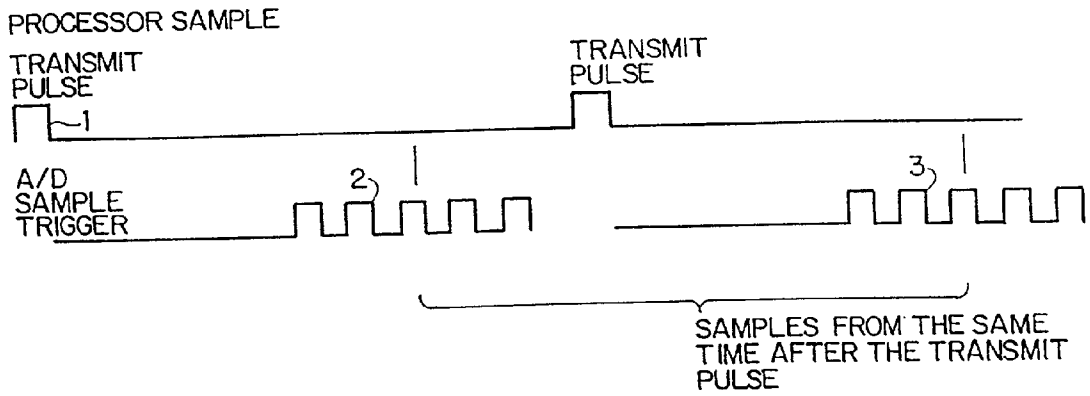 PROCESSOR SAMPLE
TRANSMIT
PULSE
TRANSMIT
PULSE
1
A/D
SAMPLE
TRIGGER
2
3
SAMPLES FROM THE SAME
TIME AFTER THE TRANSMIT
PULSE